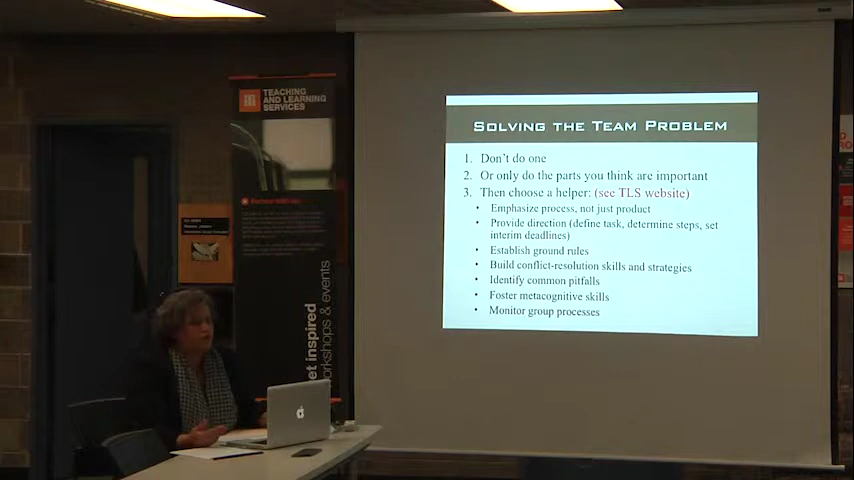 TEACHING
AND LEARNING
SERVICES
SOLVING THE TEAM PROBLEM
1. Don't do one
2. Or only do the parts you think are important
3. Then choose a helper: (see TLS website)
• Emphasize process, not just product
• Provide direction (define task, determine steps, set
interim deadlines)
• Establish ground rules
• Build conflict-resolution skills and strategies
• Identify common pitfalls
• Foster metacognitive skills
• Monitor group processes
et inspired
orkshops & events